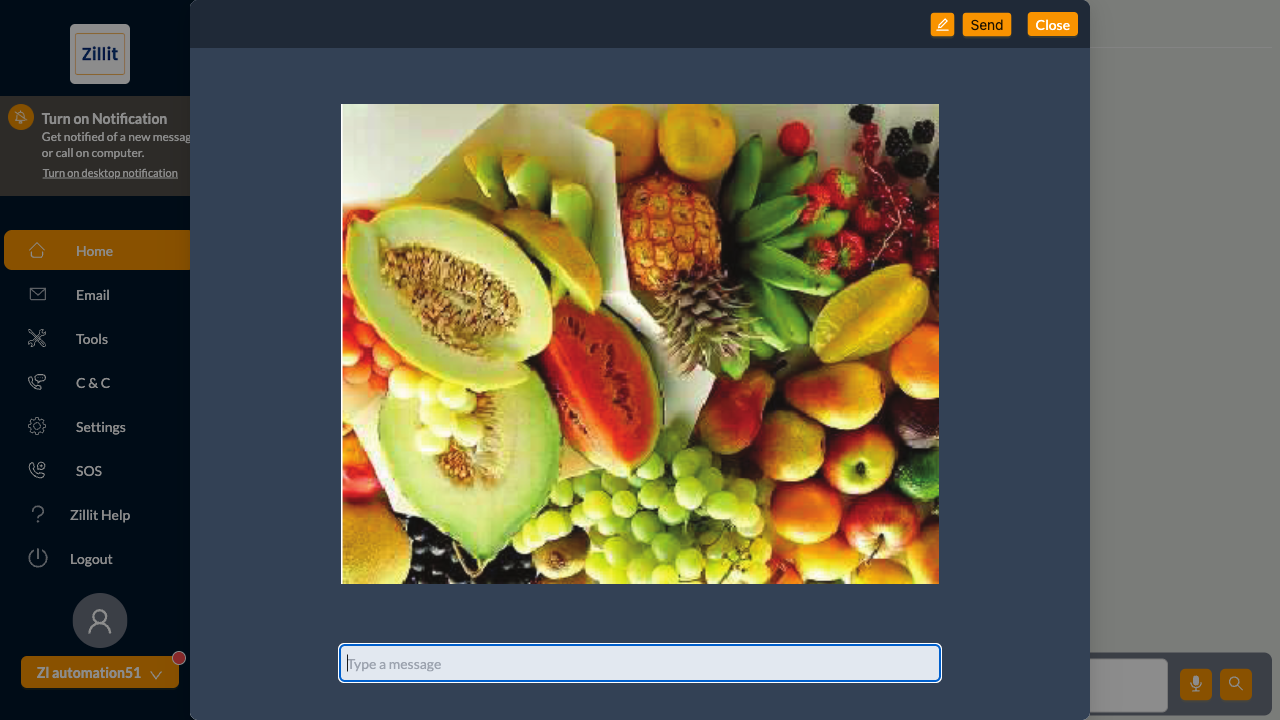 Zillit
Turn on Notification
Get notified of a new messag
or call on computer.
Turn on desktop notification
Home
Email
Tools
C & C
Settings
SOS
Zillit Help
Logout
ZI automation51
Send
Close
Type a message